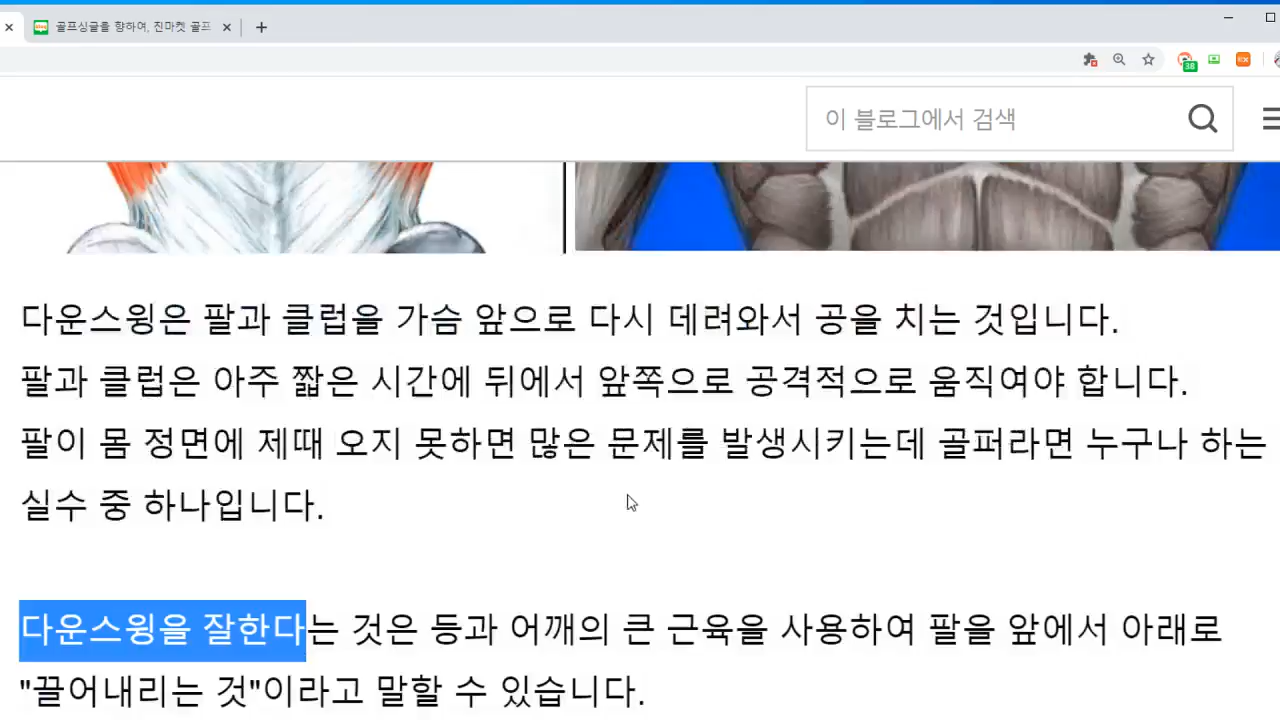 골프싱글을 향하여, 진마켓 골프
38
이 블로그에서 검색
다운스윙은 팔과 클럽을 가슴 앞으로 다시 데려와서 공을 치는 것입니다.
팔과 클럽은 아주 짧은 시간에 뒤에서 앞쪽으로 공격적으로 움직여야 합니다.
팔이 몸 정면에 제때 오지 못하면 많은 문제를 발생시키는데 골퍼라면 누구나 하는
실수 중 하나입니다.
다운스윙을 잘한다는 것은 등과 어깨의 큰 근육을 사용하여 팔을 앞에서 아래로
"끌어내리는 것"이라고 말할 수 있습니다.